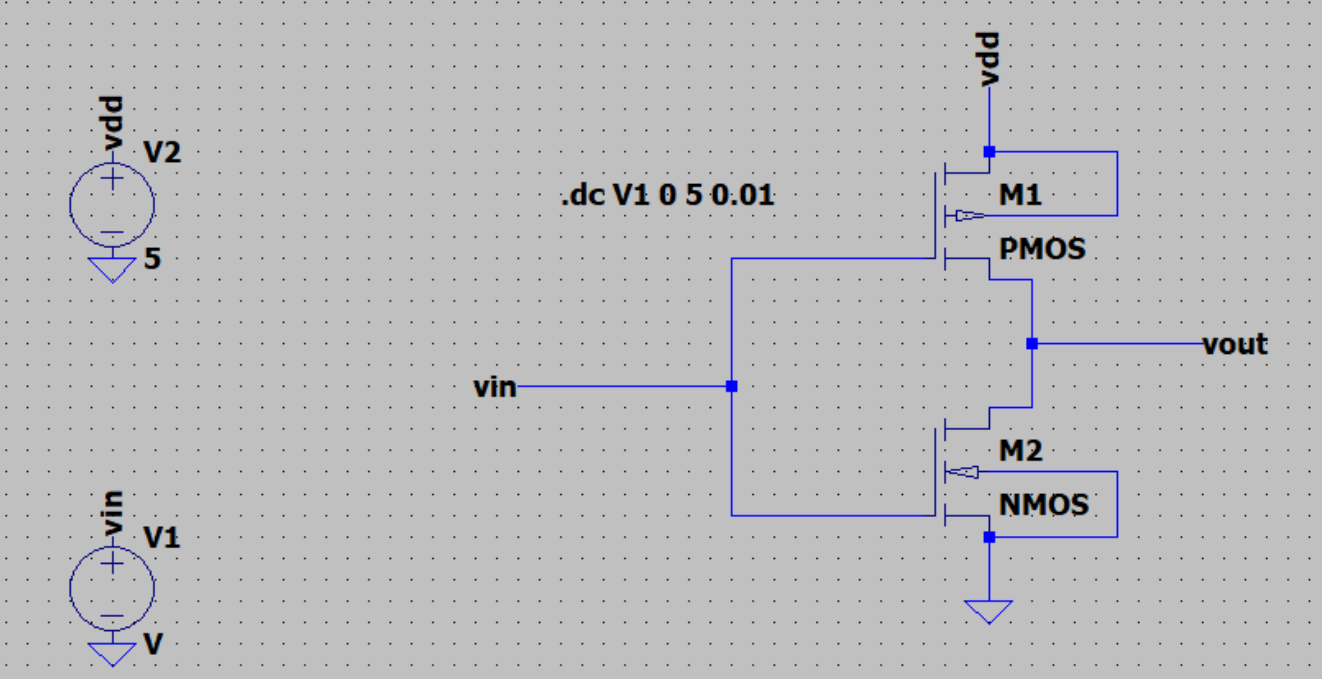 vdd
vdd
V2
.dc V1 0 5 0.01
M1
PMOS
5
vout
vin
M2
vin
NMOS
V1
V